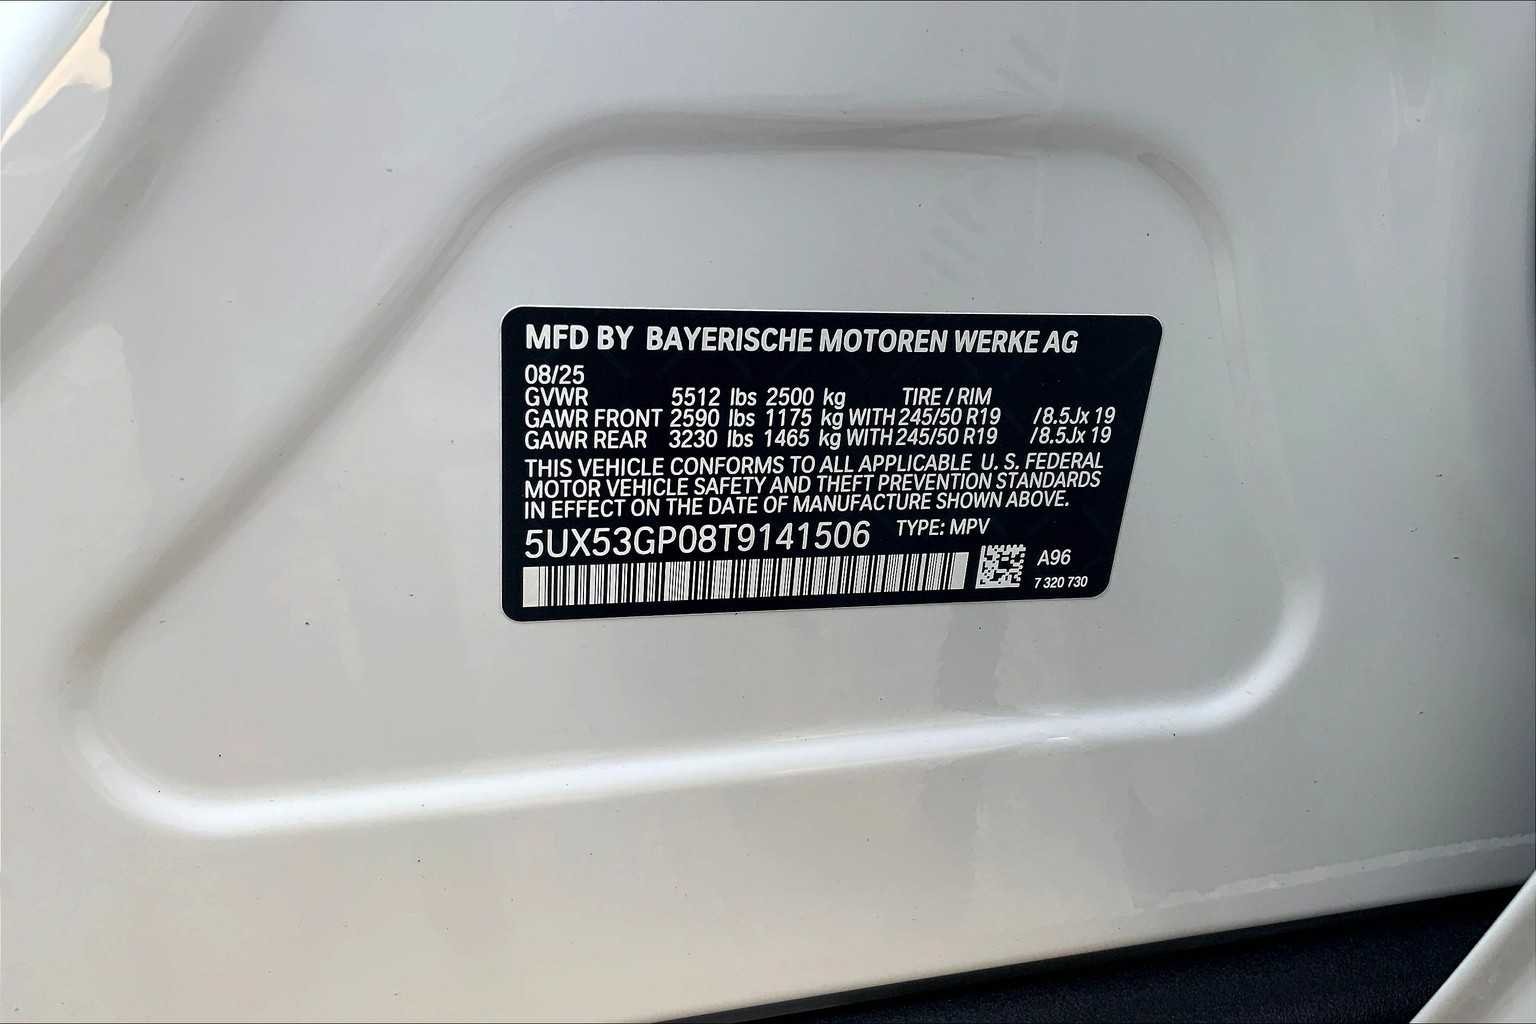 MFD BY BAYERISCHE MOTOREN WERKE AG
08/25
GVWR 5512 lbs 2500 kg TIRE / RIM
GAWR FRONT 2590 lbs 1175 kg WITH 245/50 R19 /8.5Jx 19
GAWR REAR 3230 lbs 1465 kg WITH 245/50 R19 /8.5Jx 19
THIS VEHICLE CONFORMS TO ALL APPLICABLE U. S. FEDERAL
MOTOR VEHICLE SAFETY AND THEFT PREVENTION STANDARDS
IN EFFECT ON THE DATE OF MANUFACTURE SHOWN ABOVE.
5UX53GP08T9141506 TYPE: MPV
A96
7 320 730